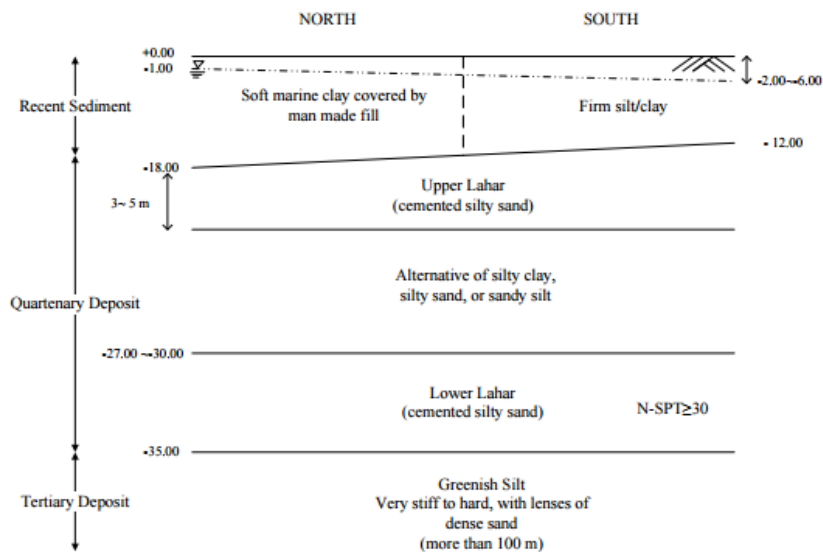 NORTH
SOUTH
+0.00
-1.00
-2.00~-6.00
Recent Sediment
Soft marine clay covered by
man made fill
Firm silt/clay
-12.00
-18.00
Upper Lahar
(cemented silty sand)
3~ 5 m
Alternative of silty clay,
silty sand, or sandy silt
Quartenary Deposit
-27.00 ~-30.00
Lower Lahar
(cemented silty sand)
N-SPT≥30
-35.00
Greenish Silt
Very stiff to hard, with lenses of
dense sand
(more than 100 m)
Tertiary Deposit